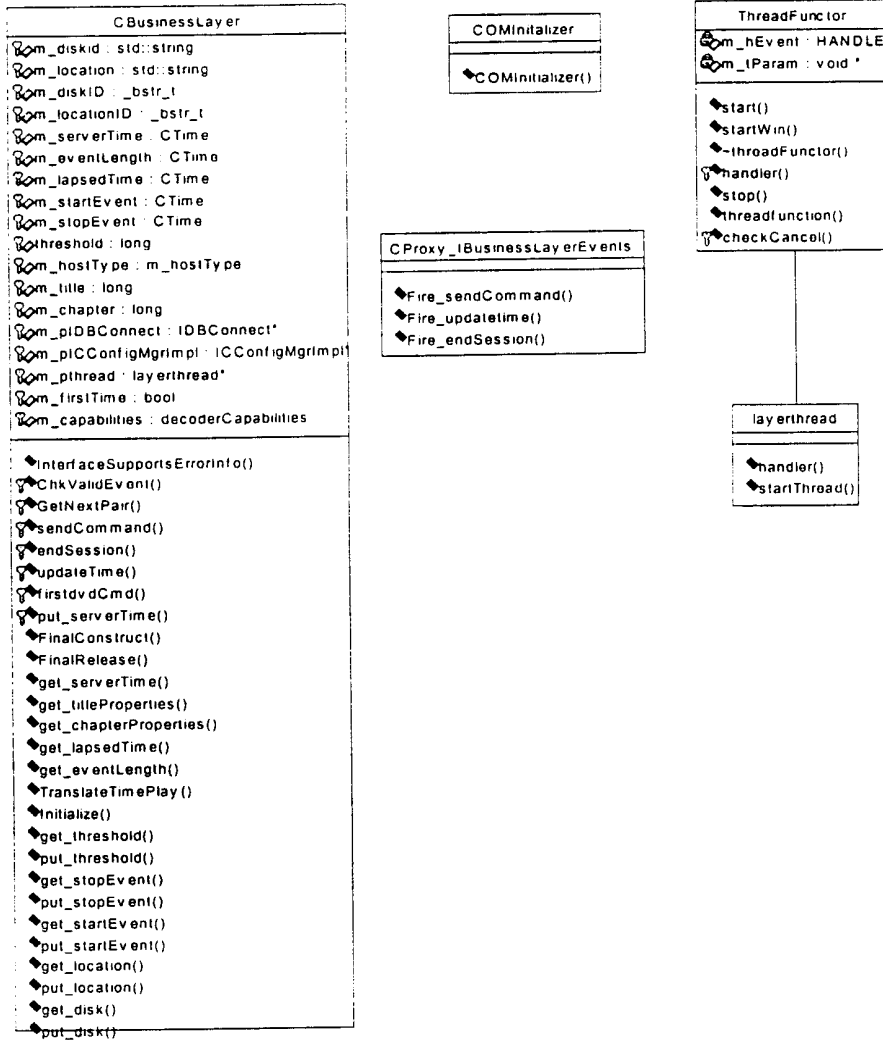 CBusinessLayer
m_diskid : std::string
m_location : std::string
m_diskID : _bstr_t
m_locationID : _bstr_t
m_serverTime : CTime
m_eventLength : CTime
m_lapsedTime : CTime
m_startEvent : CTime
m_stopEvent : CTime
threshold : long
m_hostType : m_hostType
m_title : long
m_chapter : long
m_pIDBConnect : IDBConnect*
m_pICConfigMgrImpl : ICConfigMgrImpl*
m_pthread : layerthread*
m_firstTime : bool
m_capabilities : decoderCapabilities
InterfaceSupportsErrorInfo()
ChkValidEvent()
GetNextPair()
sendCommand()
endSession()
updateTime()
firstdvdCmd()
put_serverTime()
FinalConstruct()
FinalRelease()
get_serverTime()
get_titleProperties()
get_chapterProperties()
get_lapsedTime()
get_eventLength()
TranslateTimePlay()
Initialize()
get_threshold()
put_threshold()
get_stopEvent()
put_stopEvent()
get_startEvent()
put_startEvent()
get_location()
put_location()
get_disk()
put_disk()
COMInitalizer
COMInitializer()
CProxy_IBusinessLayerEvents
Fire_sendCommand()
Fire_updatetime()
Fire_endSession()
ThreadFunctor
m_hEvent : HANDLE
m_lParam : void *
start()
startWin()
~threadFunctor()
handler()
stop()
threadfunction()
checkCancel()
layerthread
handler()
startThread()